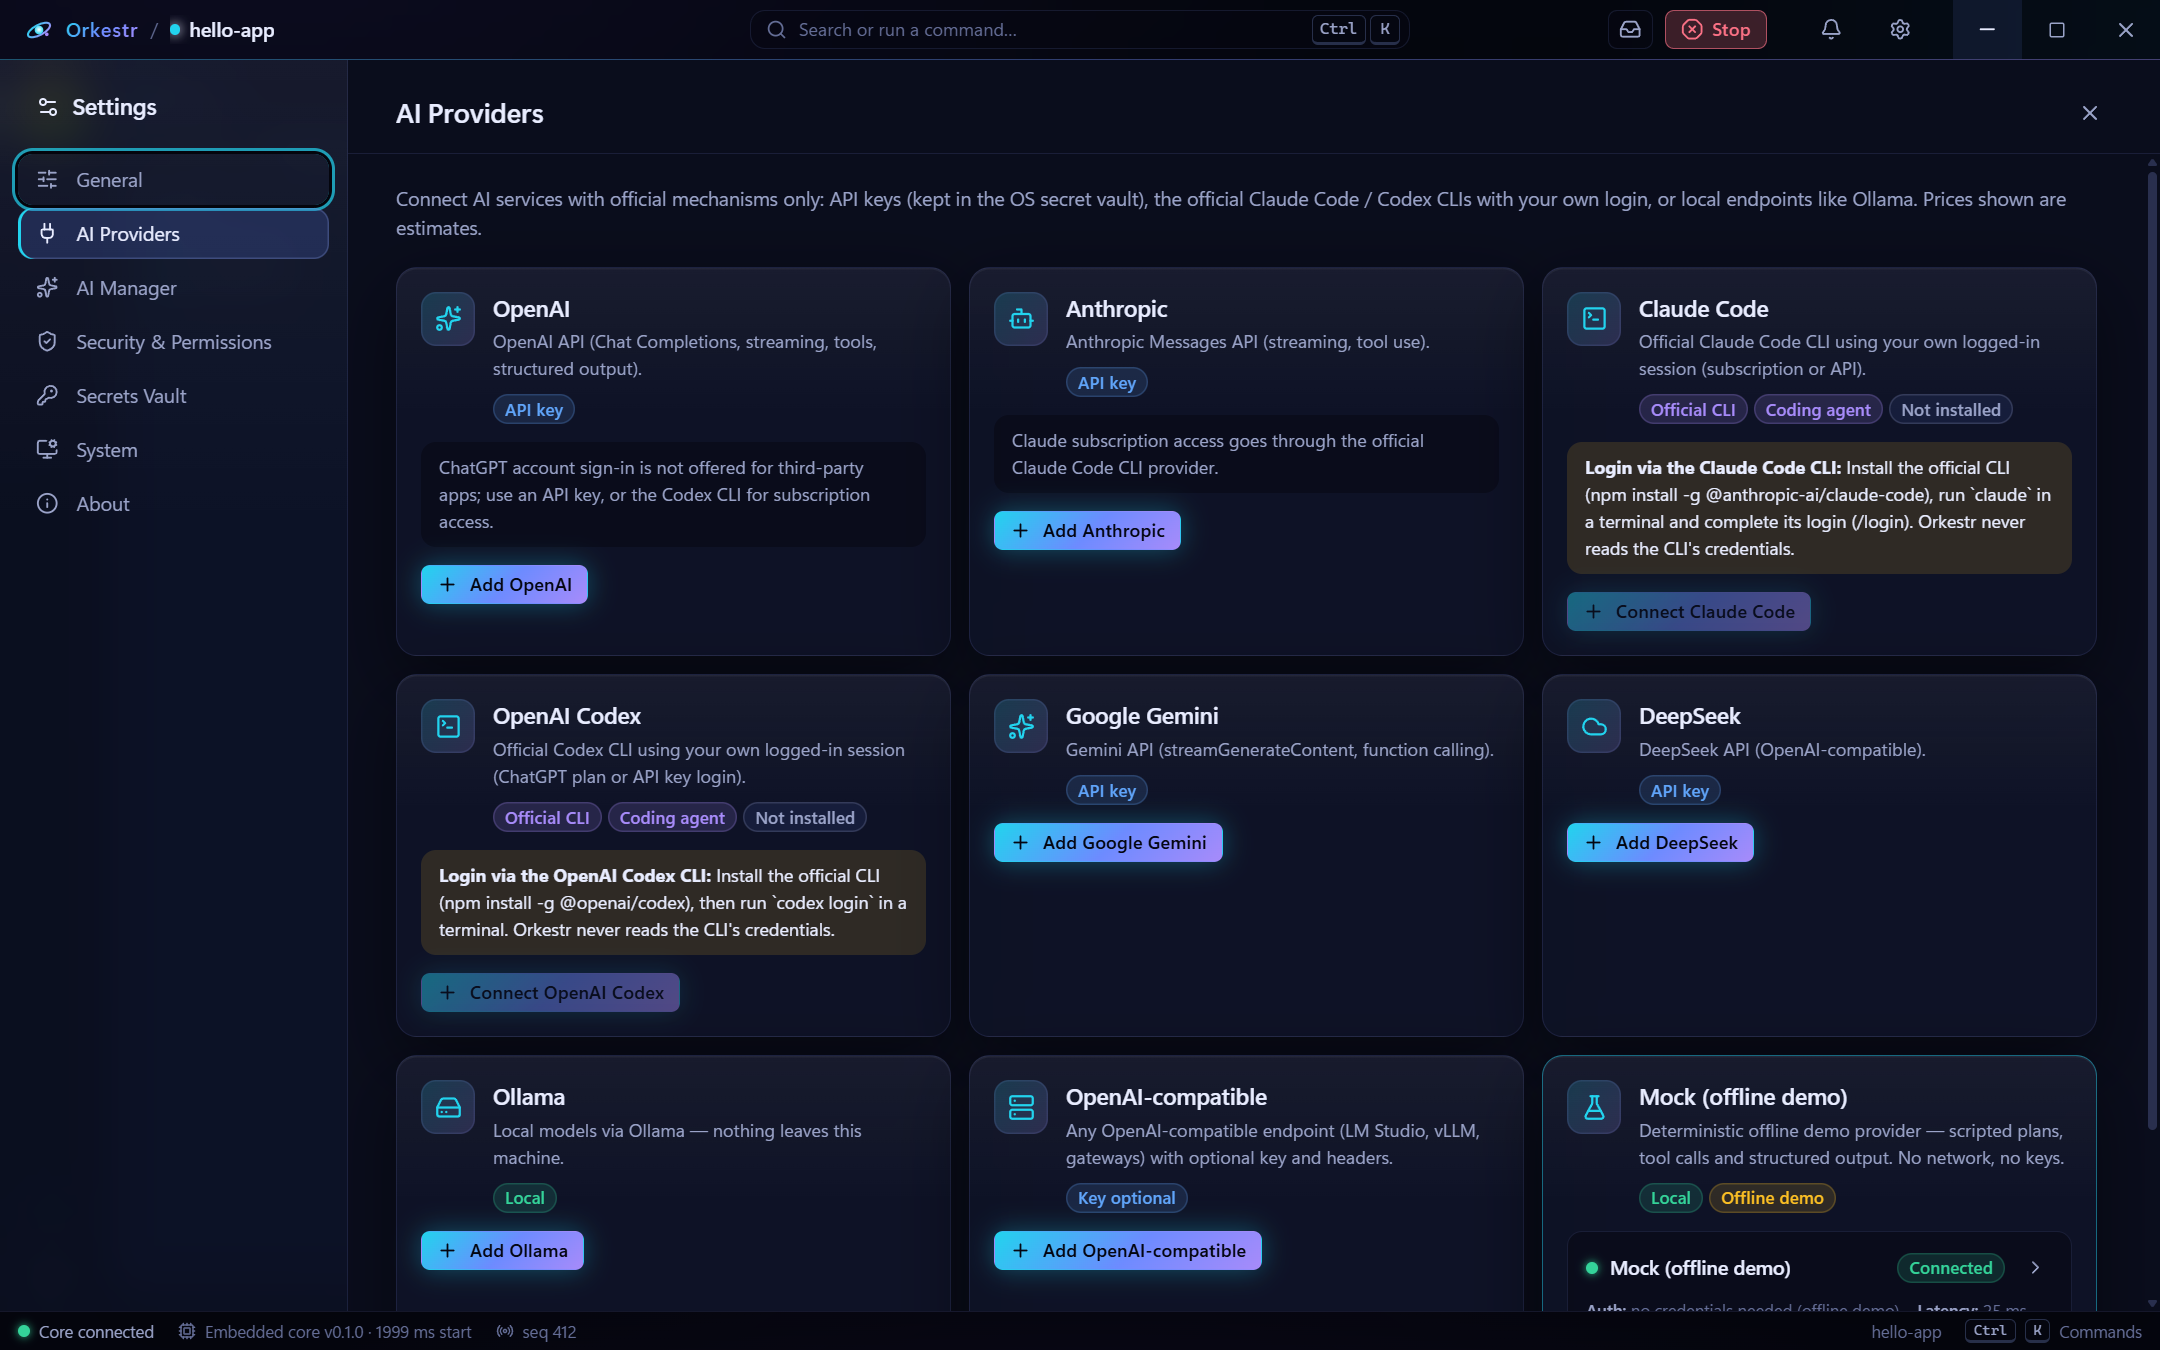 Orkestr / hello-app
Search or run a command...
Ctrl K
Stop
Settings
General
AI Providers
AI Manager
Security & Permissions
Secrets Vault
System
About
AI Providers
Connect AI services with official mechanisms only: API keys (kept in the OS secret vault), the official Claude Code / Codex CLIs with your own login, or local endpoints like Ollama. Prices shown are
estimates.
OpenAI
OpenAI API (Chat Completions, streaming, tools,
structured output).
API key
ChatGPT account sign-in is not offered for third-party
apps; use an API key, or the Codex CLI for subscription
access.
Add OpenAI
Anthropic
Anthropic Messages API (streaming, tool use).
API key
Claude subscription access goes through the official
Claude Code CLI provider.
Add Anthropic
Claude Code
Official Claude Code CLI using your own logged-in
session (subscription or API).
Official CLI Coding agent Not installed
Login via the Claude Code CLI: Install the official CLI
(npm install -g @anthropic-ai/claude-code), run `claude` in
a terminal and complete its login (/login). Orkestr never
reads the CLI's credentials.
Connect Claude Code
OpenAI Codex
Official Codex CLI using your own logged-in session
(ChatGPT plan or API key login).
Official CLI Coding agent Not installed
Login via the OpenAI Codex CLI: Install the official CLI
(npm install -g @openai/codex), then run `codex login` in a
terminal. Orkestr never reads the CLI's credentials.
Connect OpenAI Codex
Google Gemini
Gemini API (streamGenerateContent, function calling).
API key
Add Google Gemini
DeepSeek
DeepSeek API (OpenAI-compatible).
API key
Add DeepSeek
Ollama
Local models via Ollama — nothing leaves this
machine.
Local
Add Ollama
OpenAI-compatible
Any OpenAI-compatible endpoint (LM Studio, vLLM,
gateways) with optional key and headers.
Key optional
Add OpenAI-compatible
Mock (offline demo)
Deterministic offline demo provider — scripted plans,
tool calls and structured output. No network, no keys.
Local Offline demo
Mock (offline demo) Connected
Auth: no credentials needed (offline demo) Latency: 25 ms
Core connected Embedded core v0.1.0 · 1999 ms start seq 412
hello-app Ctrl K Commands